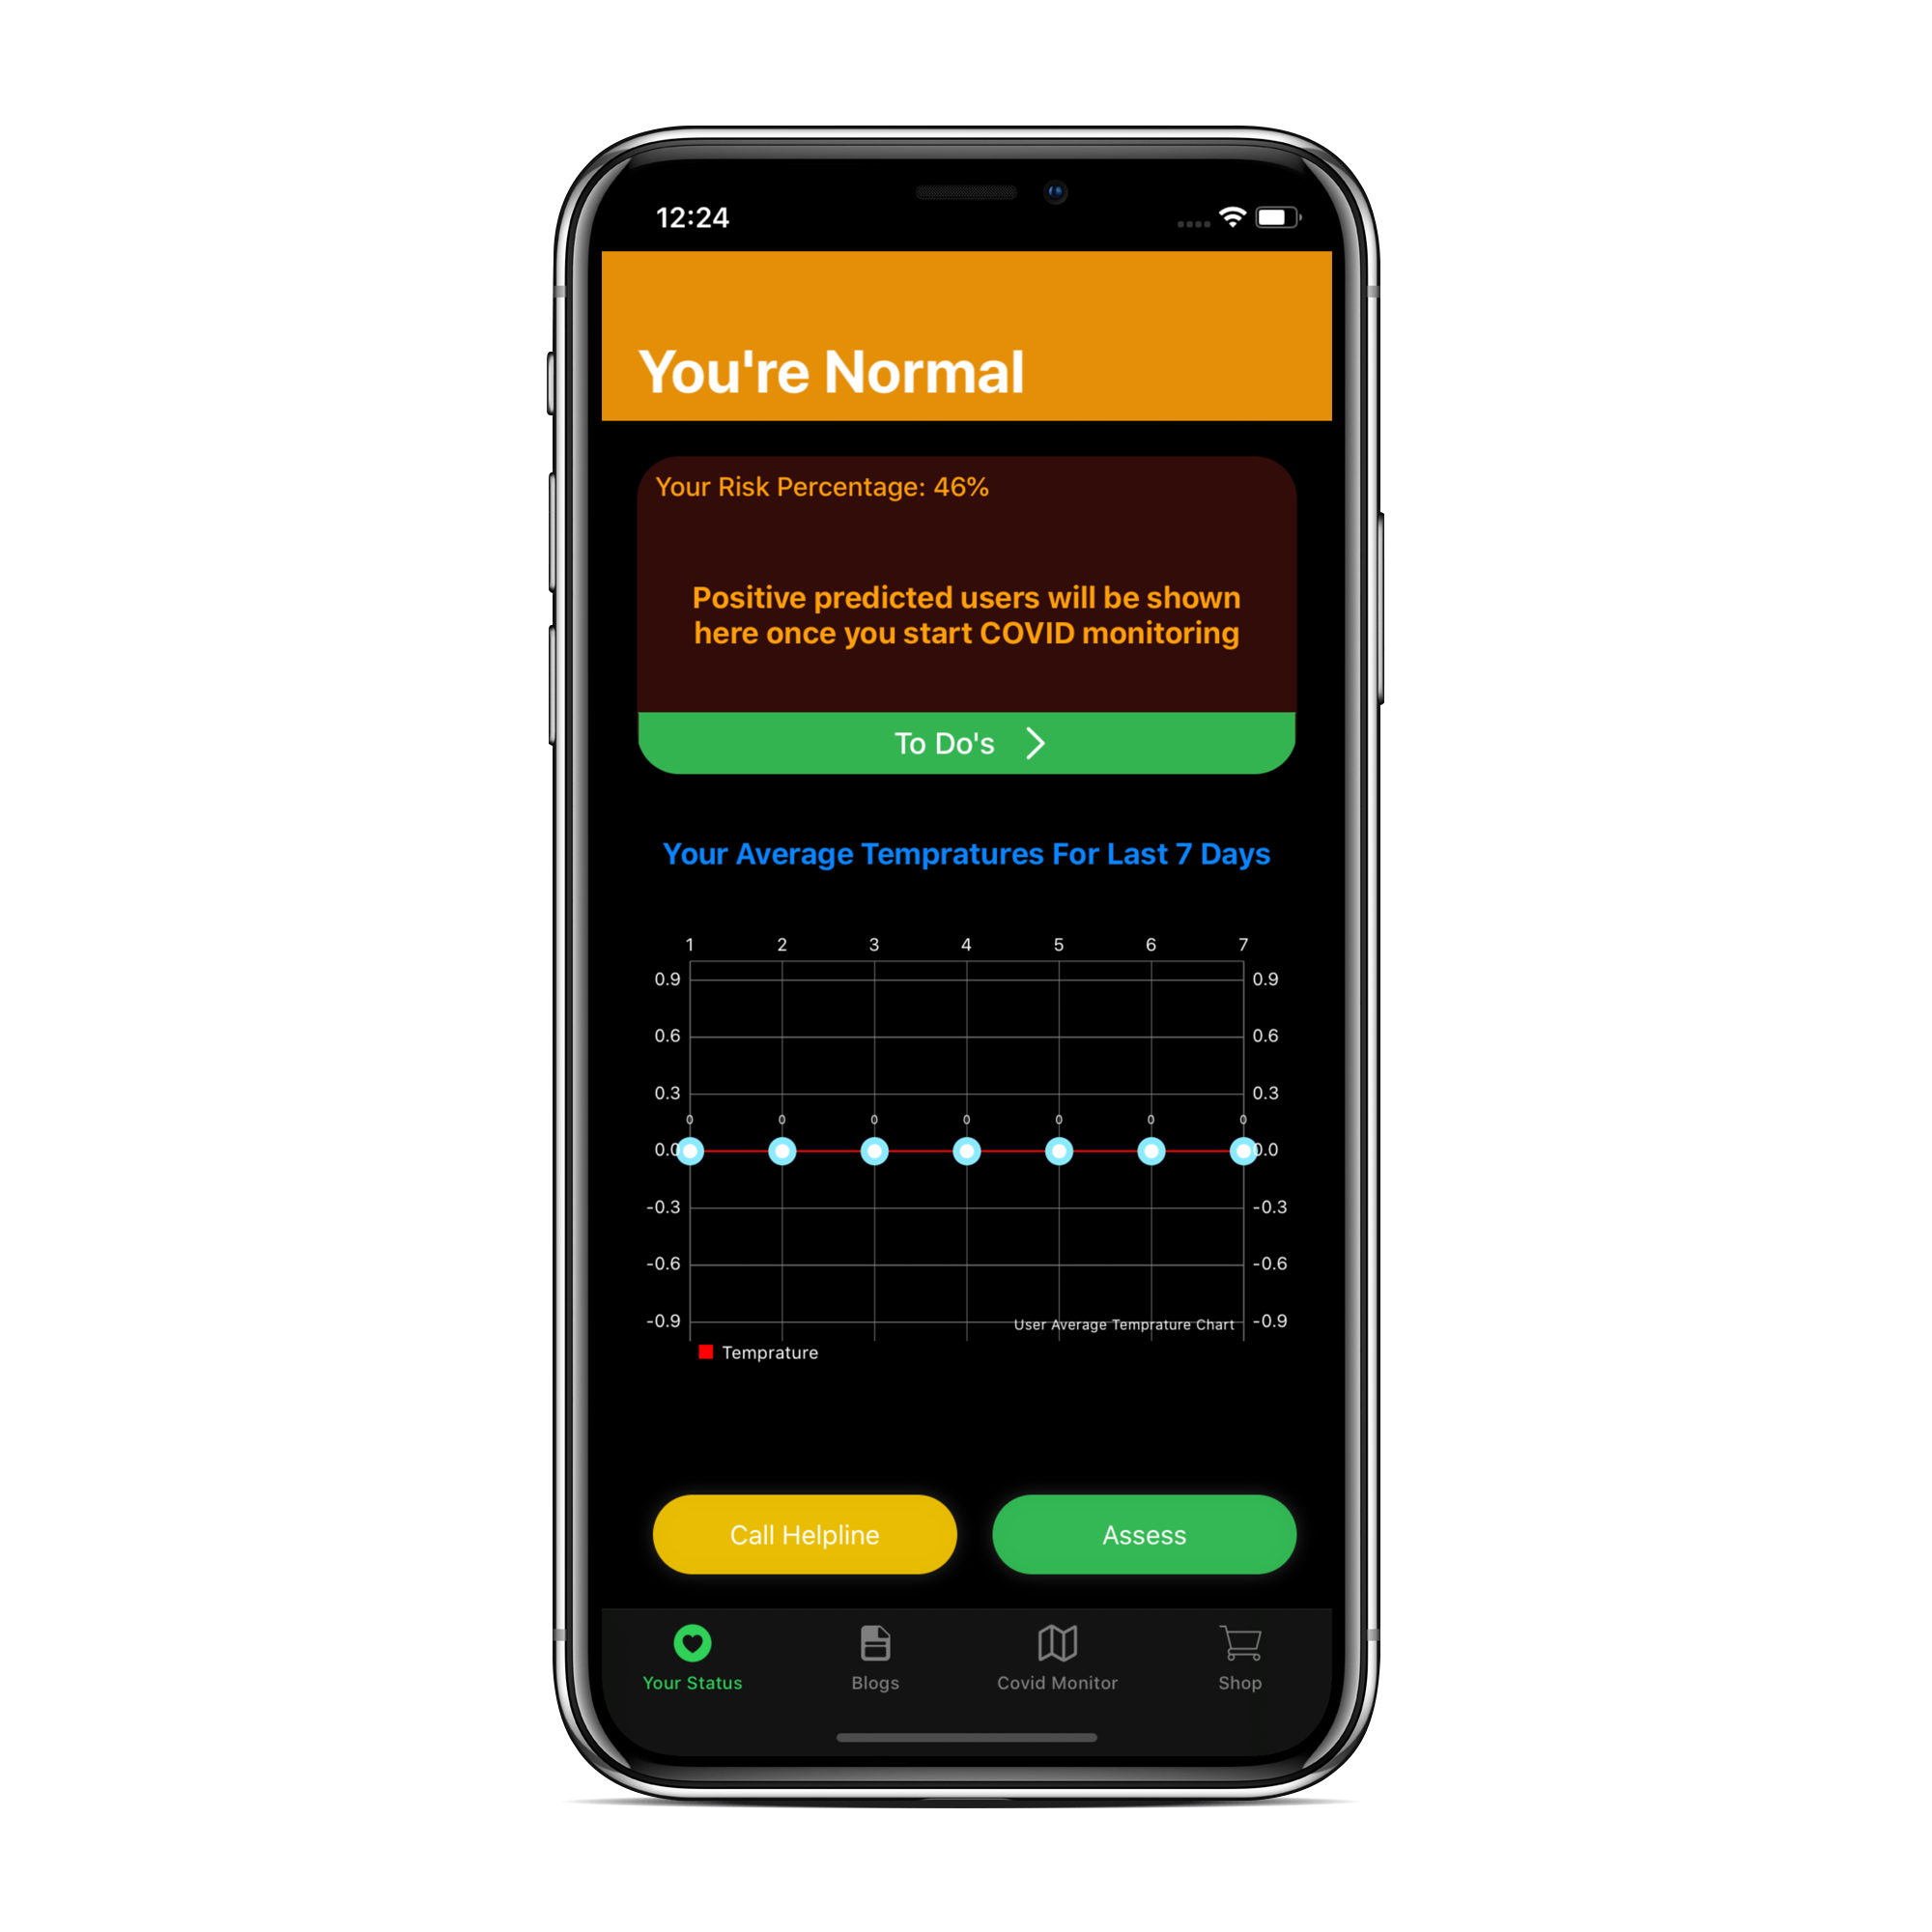 12:24
You're Normal
Your Risk Percentage: 46%
Positive predicted users will be shown
here once you start COVID monitoring
To Do's
Your Average Tempratures For Last 7 Days
1 2 3 4 5 6 7
0.9 0.9
0.6 0.6
0.3 0.3
0 0 0 0 0 0 0
0.0 0.0
-0.3 -0.3
-0.6 -0.6
-0.9 User Average Temprature Chart -0.9
Temprature
Call Helpline Assess
Your Status Blogs Covid Monitor Shop